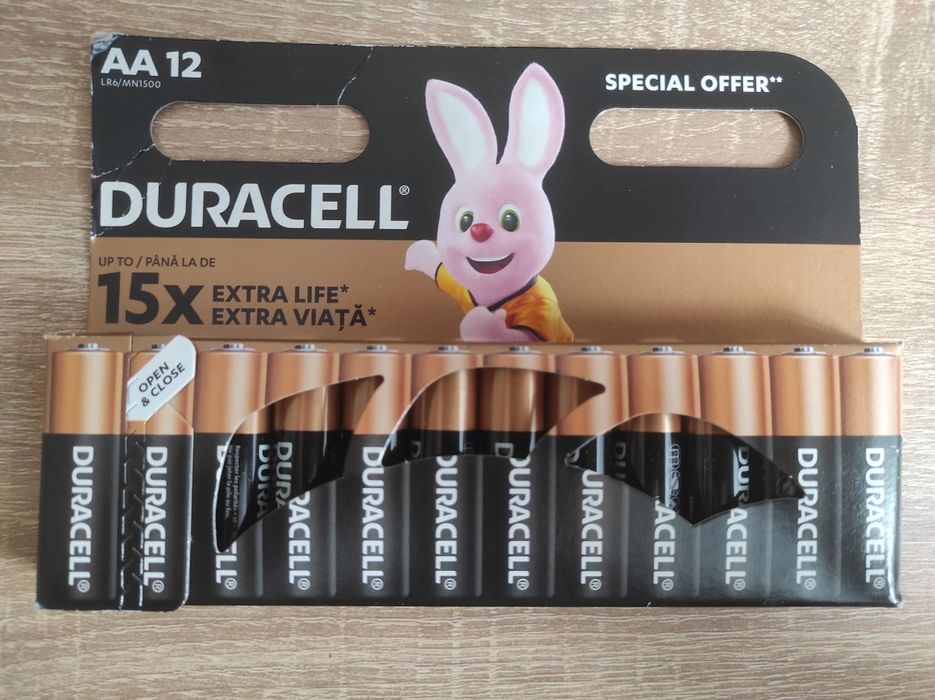 AA 12
LR6/MN1500
SPECIAL OFFER**
DURACELL®
UP TO / PÂNĂ LA DE
15X EXTRA LIFE*
EXTRA VIAȚĂ*
OPEN
& CLOSE
DURACELL®
DURACELL®
DURACELL®
DURACELL®
DURACELL®
DURACELL®
DURACELL®
DURACELL®
DURACELL®
DURACELL®
DURACELL®
DURACELL®